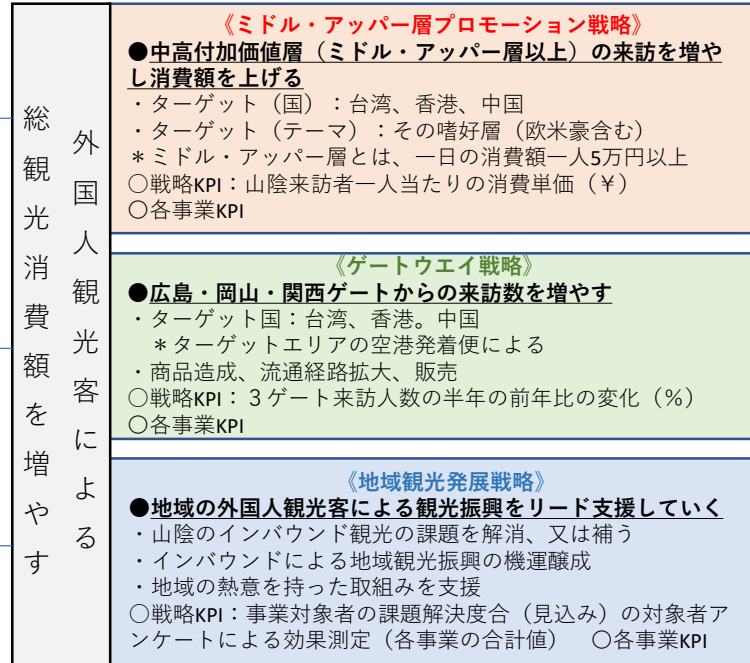 外国人観光客による
総観光消費額を増やす
《ミドル・アッパー層プロモーション戦略》
●中高付加価値層（ミドル・アッパー層以上）の来訪を増や
し消費額を上げる
・ターゲット（国）：台湾、香港、中国
・ターゲット（テーマ）：その嗜好層（欧米豪含む）
＊ミドル・アッパー層とは、一日の消費額一人5万円以上
○戦略KPI：山陰来訪者一人当たりの消費単価（¥）
○各事業KPI
《ゲートウエイ戦略》
●広島・岡山・関西ゲートからの来訪数を増やす
・ターゲット国：台湾、香港。中国
＊ターゲットエリアの空港発着便による
・商品造成、流通経路拡大、販売
○戦略KPI：３ゲート来訪人数の半年の前年比の変化（%）
○各事業KPI
《地域観光発展戦略》
●地域の外国人観光客による観光振興をリード支援していく
・山陰のインバウンド観光の課題を解消、又は補う
・インバウンドによる地域観光振興の機運醸成
・地域の熱意を持った取組みを支援
○戦略KPI：事業対象者の課題解決度合（見込み）の対象者ア
ンケートによる効果測定（各事業の合計値）　○各事業KPI